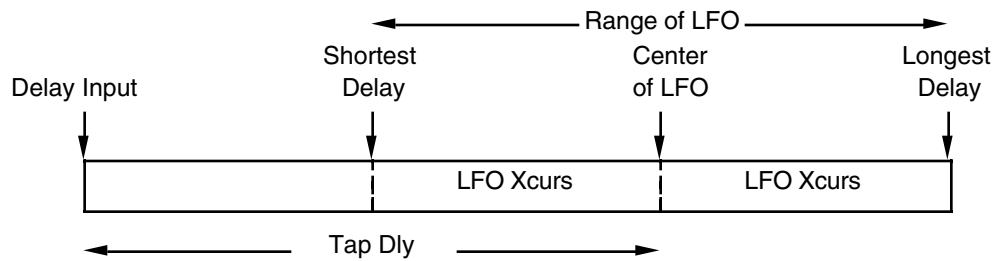 Range of LFO
Shortest
Delay
Center
of LFO
Longest
Delay
Delay Input
LFO Xcurs
LFO Xcurs
Tap Dly